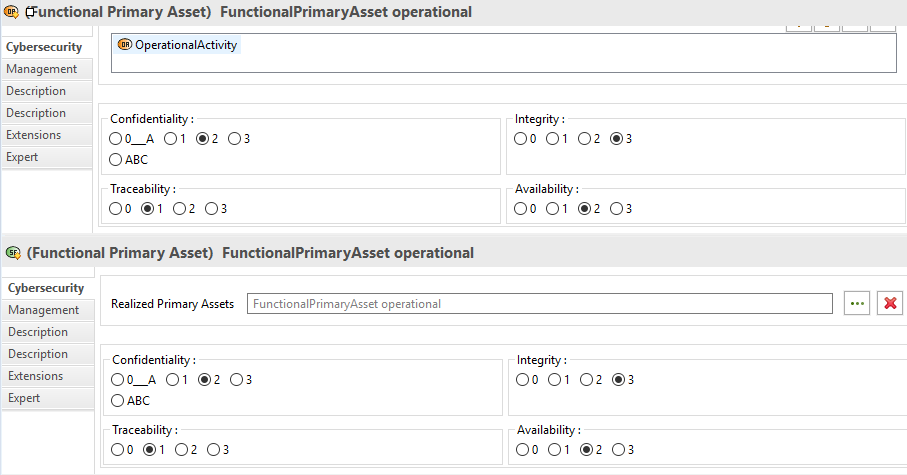 OA (Functional Primary Asset) FunctionalPrimaryAsset operational
Cybersecurity
Management
Description
Description
Extensions
Expert
OA OperationalActivity
Confidentiality :
0__A 1 2 3
ABC
Integrity :
0 1 2 3
Traceability :
0 1 2 3
Availability :
0 1 2 3
SF (Functional Primary Asset) FunctionalPrimaryAsset operational
Cybersecurity
Management
Description
Description
Extensions
Expert
Realized Primary Assets FunctionalPrimaryAsset operational ...
Confidentiality :
0__A 1 2 3
ABC
Integrity :
0 1 2 3
Traceability :
0 1 2 3
Availability :
0 1 2 3